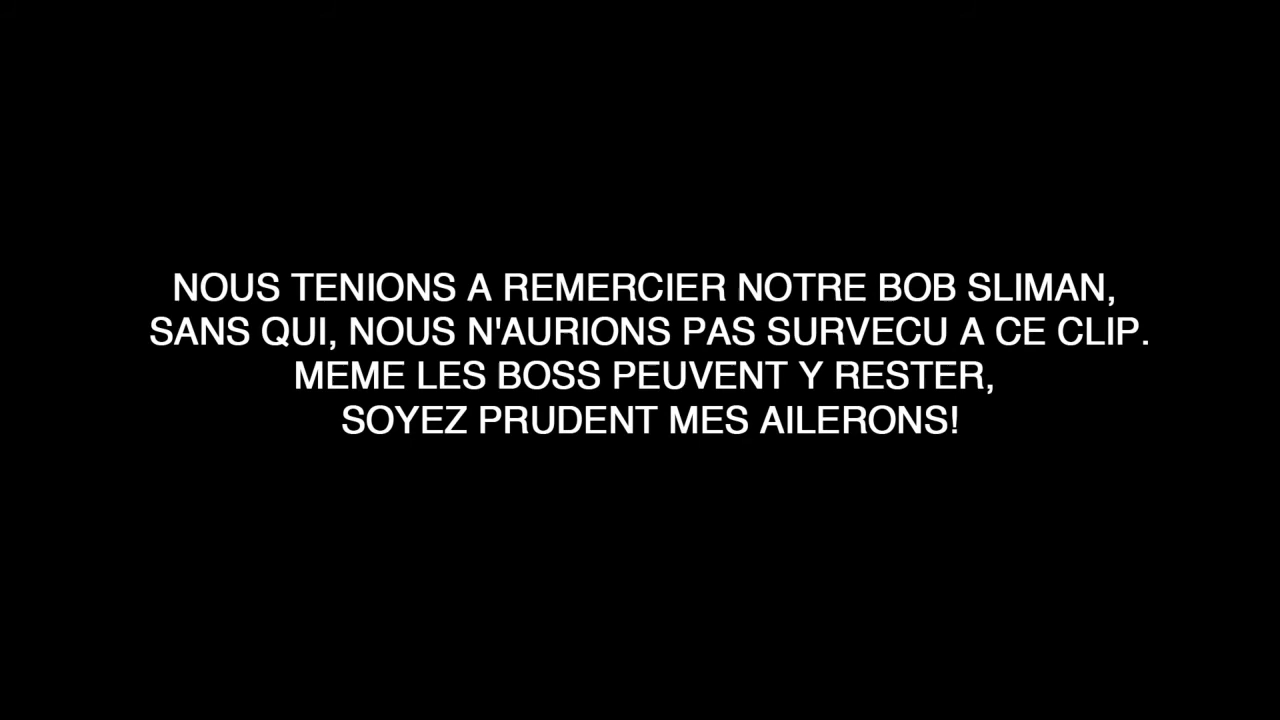 NOUS TENIONS A REMERCIER NOTRE BOB SLIMAN,
SANS QUI, NOUS N'AURIONS PAS SURVECU A CE CLIP.
MEME LES BOSS PEUVENT Y RESTER,
SOYEZ PRUDENT MES AILERONS!